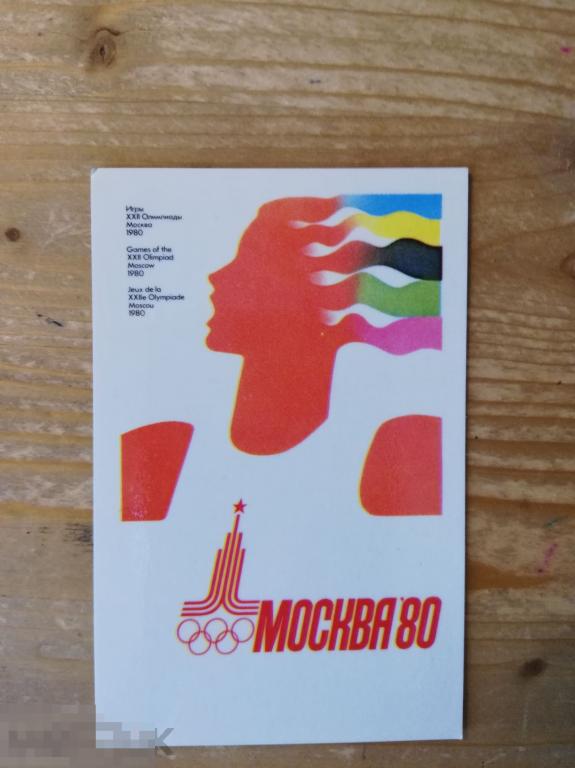 Игры
XXII Олимпиады
Москва
1980
Games of the
XXII Olimpiad
Moscow
1980
Jeux de la
XXIIe Olympiade
Moscou
1980
МОСКВА'80